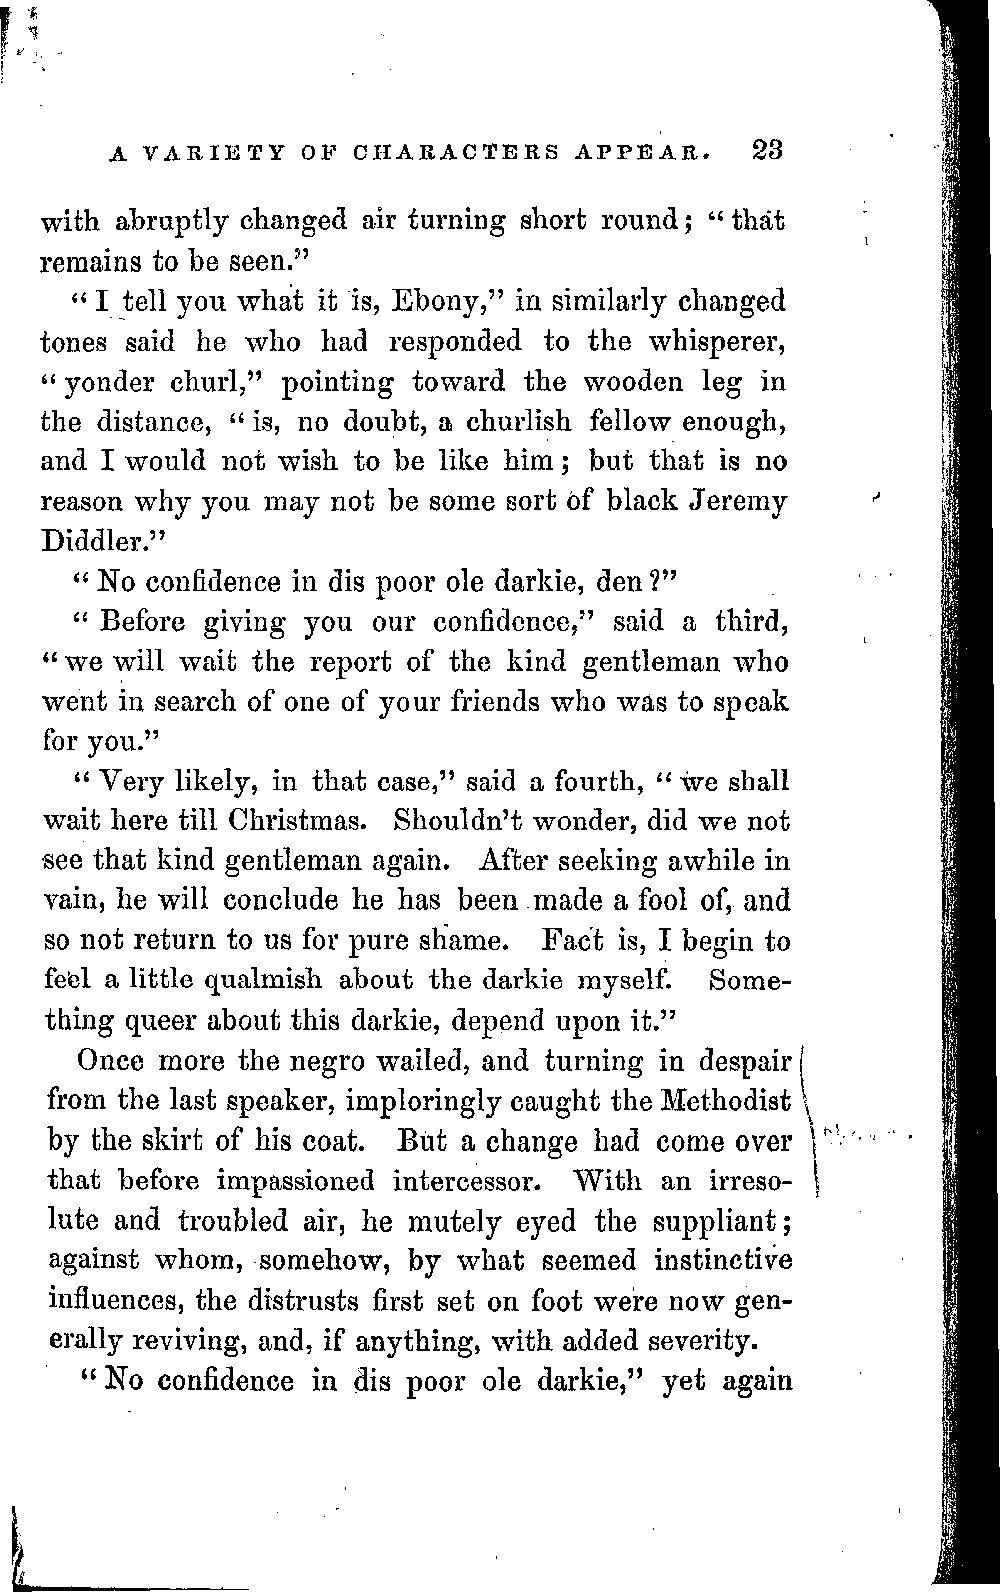 A VARIETY OF CHARACTERS APPEAR. 23
with abruptly changed air turning short round; "that
remains to be seen."
"I tell you what it is, Ebony," in similarly changed
tones said he who had responded to the whisperer,
"yonder churl," pointing toward the wooden leg in
the distance, "is, no doubt, a churlish fellow enough,
and I would not wish to be like him; but that is no
reason why you may not be some sort of black Jeremy
Diddler."
"No confidence in dis poor ole darkie, den?"
"Before giving you our confidence," said a third,
"we will wait the report of the kind gentleman who
went in search of one of your friends who was to speak
for you."
"Very likely, in that case," said a fourth, "we shall
wait here till Christmas. Shouldn't wonder, did we not
see that kind gentleman again. After seeking awhile in
vain, he will conclude he has been made a fool of, and
so not return to us for pure shame. Fact is, I begin to
feel a little qualmish about the darkie myself. Some-
thing queer about this darkie, depend upon it."
Once more the negro wailed, and turning in despair
from the last speaker, imploringly caught the Methodist
by the skirt of his coat. But a change had come over
that before impassioned intercessor. With an irreso-
lute and troubled air, he mutely eyed the suppliant;
against whom, somehow, by what seemed instinctive
influences, the distrusts first set on foot were now gen-
erally reviving, and, if anything, with added severity.
"No confidence in dis poor ole darkie," yet again